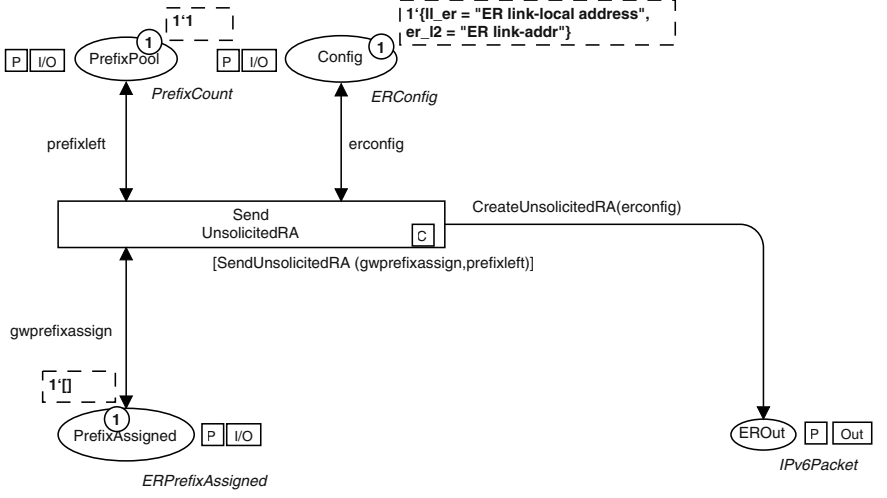 1‘1
1‘{ll_er = "ER link-local address",
er_l2 = "ER link-addr"}
1
1
P I/O
PrefixPool
P I/O
Config
PrefixCount
ERConfig
prefixleft
erconfig
Send
UnsolicitedRA
C
CreateUnsolicitedRA(erconfig)
[SendUnsolicitedRA (gwprefixassign,prefixleft)]
gwprefixassign
1‘[]
1
PrefixAssigned
P I/O
EROut
P Out
ERPrefixAssigned
IPv6Packet